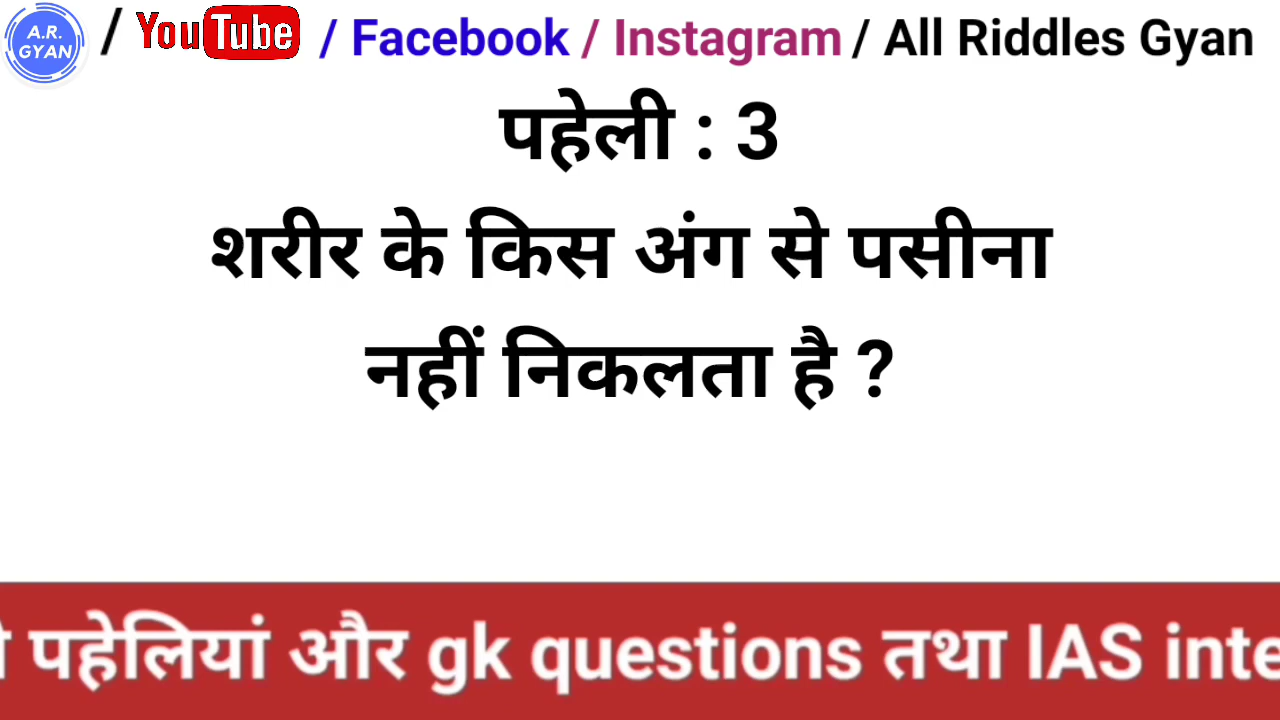 A.R. GYAN / YouTube / Facebook / Instagram / All Riddles Gyan
पहेली : 3
शरीर के किस अंग से पसीना
नहीं निकलता है ?
पहेलियां और gk questions तथा IAS inte